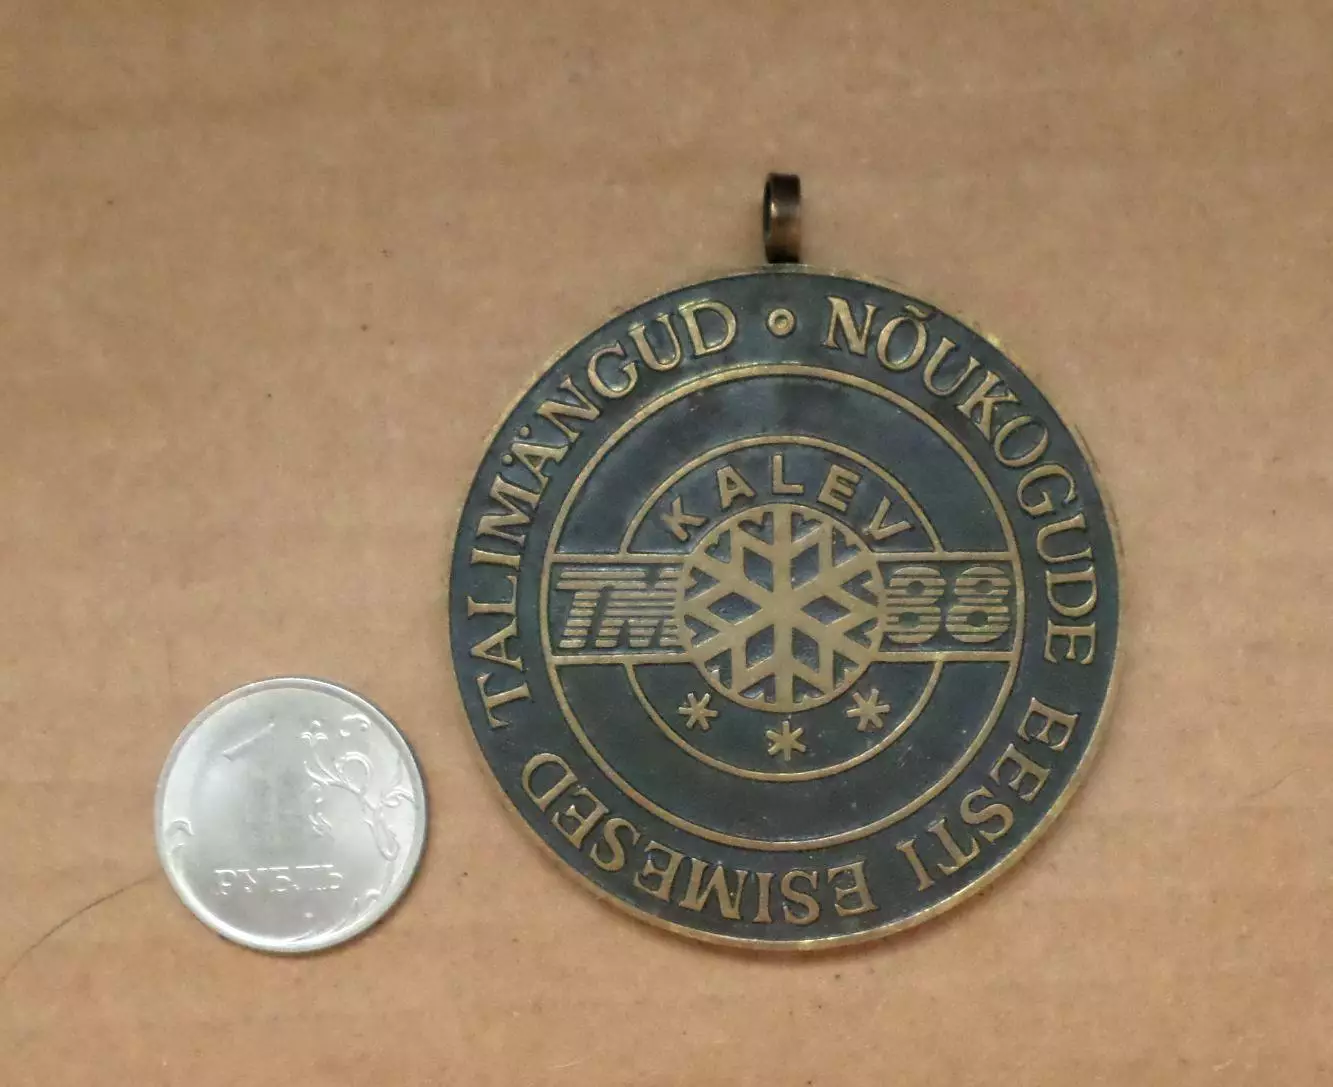 NÕUKOGUDE EESTI ESIMESED TALIMÄNGUD
KALEV
TM 88
1
РУБЛЬ